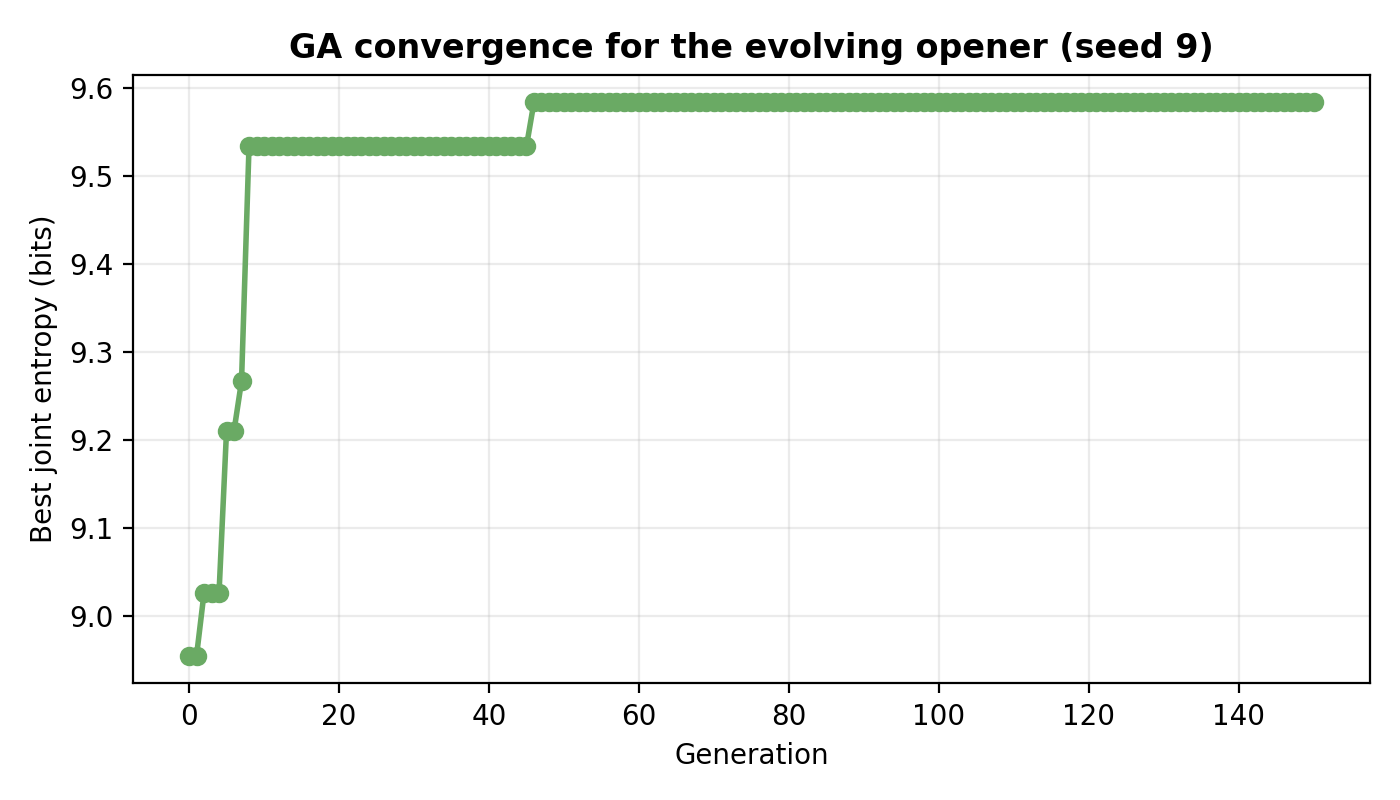 GA convergence for the evolving opener (seed 9)
Best joint entropy (bits)
9.6
9.5
9.4
9.3
9.2
9.1
9.0
0 20 40 60 80 100 120 140
Generation